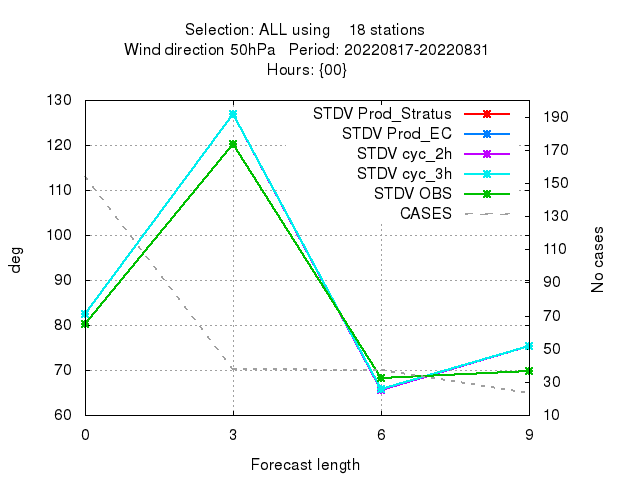 Selection: ALL using 18 stations
Wind direction 50hPa Period: 20220817-20220831
Hours: {00}
STDV Prod_Stratus
STDV Prod_EC
STDV cyc_2h
STDV cyc_3h
STDV OBS
CASES
deg
130
120
110
100
90
80
70
60
190
170
150
130
110
90
70
50
30
10
No cases
0 3 6 9
Forecast length